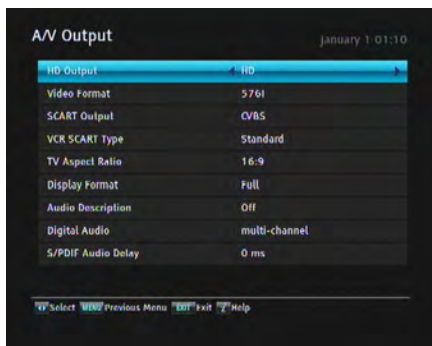 A/V Output
January 1 01:10
HD Output HD
Video Format 576I
SCART Output CVBS
VCR SCART Type Standard
TV Aspect Ratio 16:9
Display Format Full
Audio Description Off
Digital Audio multi-channel
S/PDIF Audio Delay 0 ms
Select MENU Previous Menu EXIT Exit Help